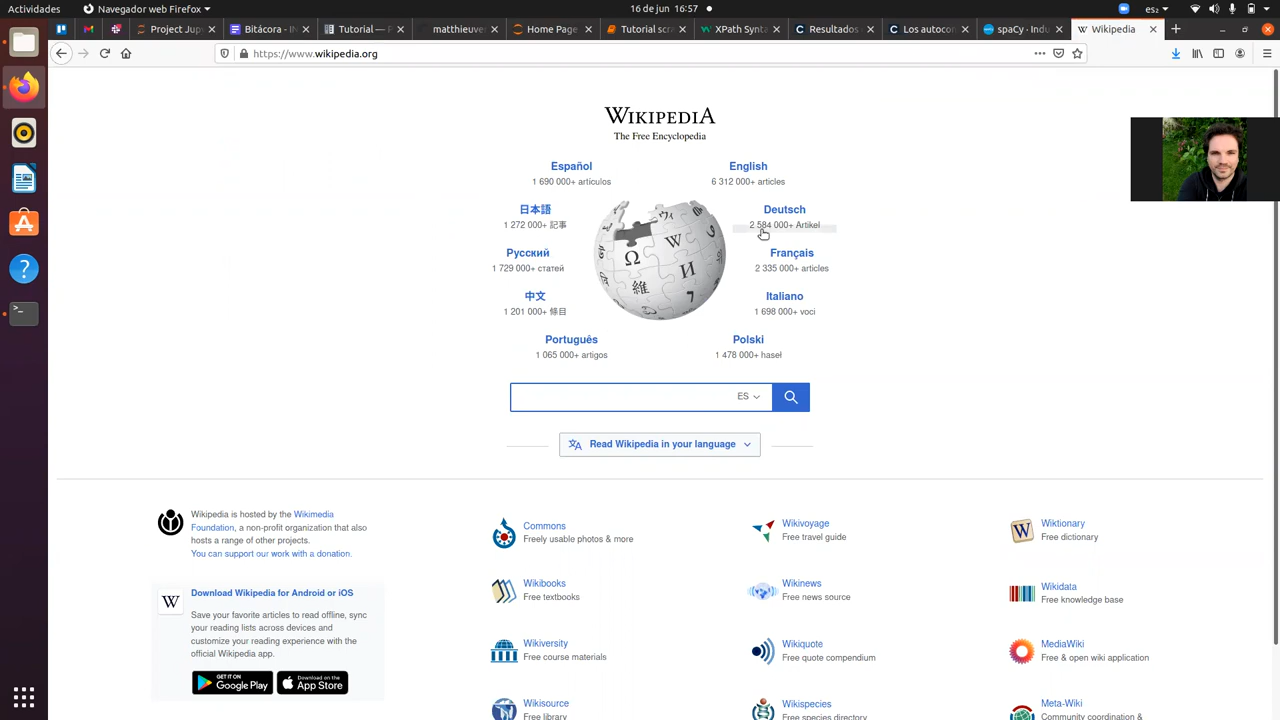 Actividades
Navegador web Firefox
16 de jun 16:57
es²
Project Jup
Bitácora - I
Tutorial — P
matthieuver
Home Page
Tutorial scra
XPath Synta
Resultados
Los autocor
spaCy · Indu
Wikipedia
https://www.wikipedia.org
WIKIPEDIA
The Free Encyclopedia
Español
1 690 000+ artículos
English
6 312 000+ articles
日本語
1 272 000+ 記事
Deutsch
2 584 000+ Artikel
Русский
1 729 000+ статей
Français
2 335 000+ articles
中文
1 201 000+ 條目
Italiano
1 698 000+ voci
Português
1 065 000+ artigos
Polski
1 478 000+ haseł
ES
Read Wikipedia in your language
Wikipedia is hosted by the Wikimedia
Foundation, a non-profit organization that also
hosts a range of other projects.
You can support our work with a donation.
Download Wikipedia for Android or iOS
Save your favorite articles to read offline, sync
your reading lists across devices and
customize your reading experience with the
official Wikipedia app.
GET IT ON
Google Play
Download on the
App Store
Commons
Freely usable photos & more
Wikivoyage
Free travel guide
Wiktionary
Free dictionary
Wikibooks
Free textbooks
Wikinews
Free news source
Wikidata
Free knowledge base
Wikiversity
Free course materials
Wikiquote
Free quote compendium
MediaWiki
Free & open wiki application
Wikisource
Free library
Wikispecies
Free species directory
Meta-Wiki
Community coordination &